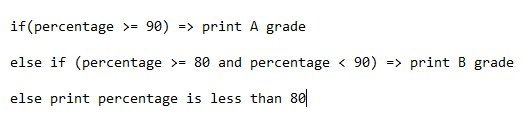 if(percentage >= 90) => print A grade
else if (percentage >= 80 and percentage < 90) => print B grade
else print percentage is less than 80